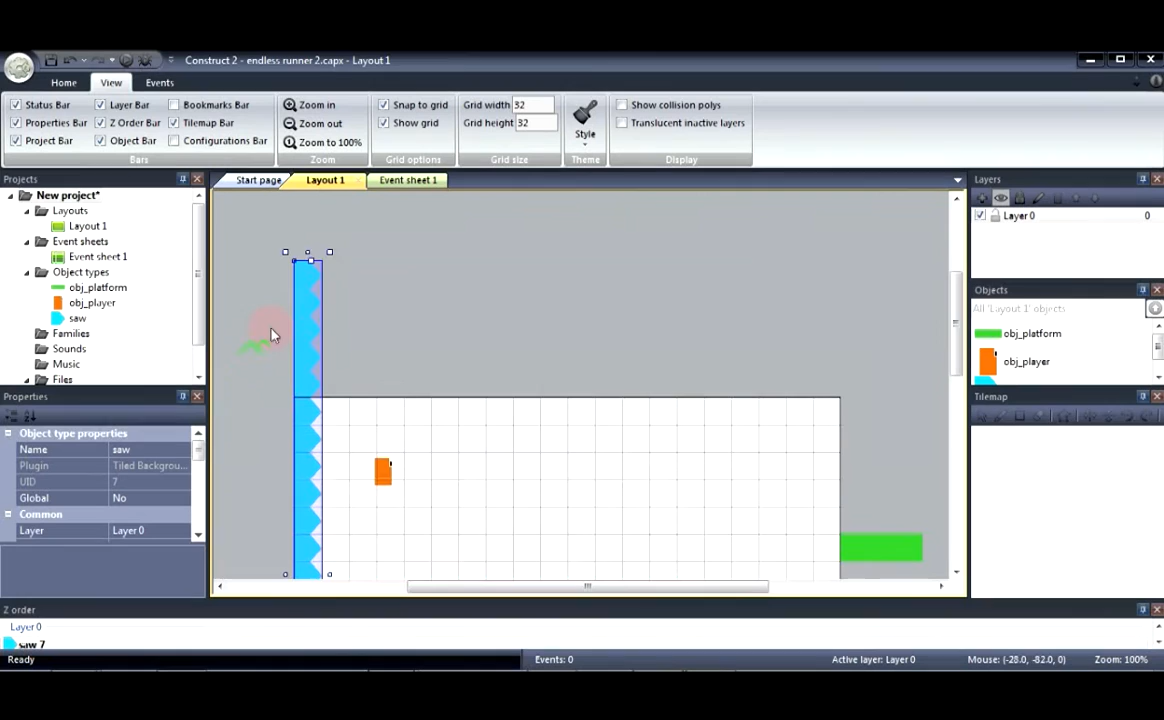 Construct 2 - endless runner 2.capx - Layout 1
Home View Events
Status Bar Layer Bar Bookmarks Bar Zoom in Snap to grid Grid width 32 Show collision polys
Properties Bar Z Order Bar Tilemap Bar Zoom out Show grid Grid height 32 Translucent inactive layers
Project Bar Object Bar Configurations Bar Zoom to 100% Style
Bars Zoom Grid options Grid size Theme Display
Projects Start page Layout 1 Event sheet 1 Layers
New project*
Layouts
Layout 1
Event sheets
Event sheet 1
Object types
obj_platform
obj_player
saw
Families
Sounds
Music
Files
Layer 0 0
Objects
All 'Layout 1' objects
obj_platform
obj_player
Properties Tilemap
Object type properties
Name saw
Plugin Tiled Backgrou...
UID 7
Global No
Common
Layer Layer 0
Z order
Layer 0
saw 7
Ready Events: 0 Active layer: Layer 0 Mouse: (-28.0, -82.0, 0) Zoom: 100%